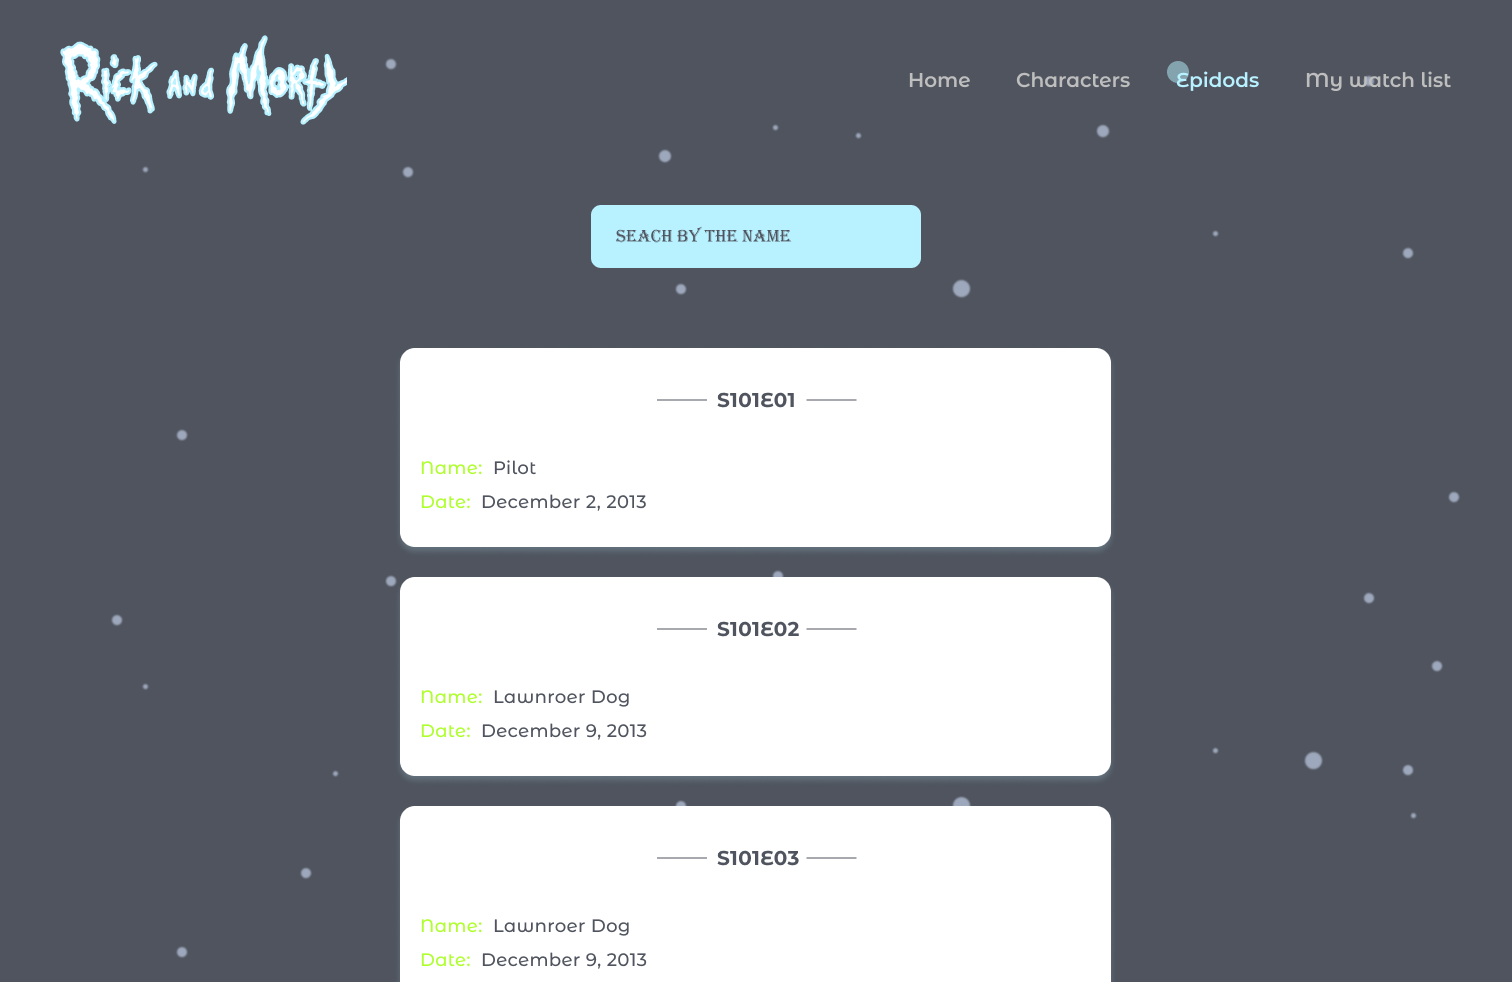 Rick and Morty
Home Characters Epidods My watch list
SEACH BY THE NAME
S101E01
Name: Pilot
Date: December 2, 2013
S101E02
Name: Lawnroer Dog
Date: December 9, 2013
S101E03
Name: Lawnroer Dog
Date: December 9, 2013